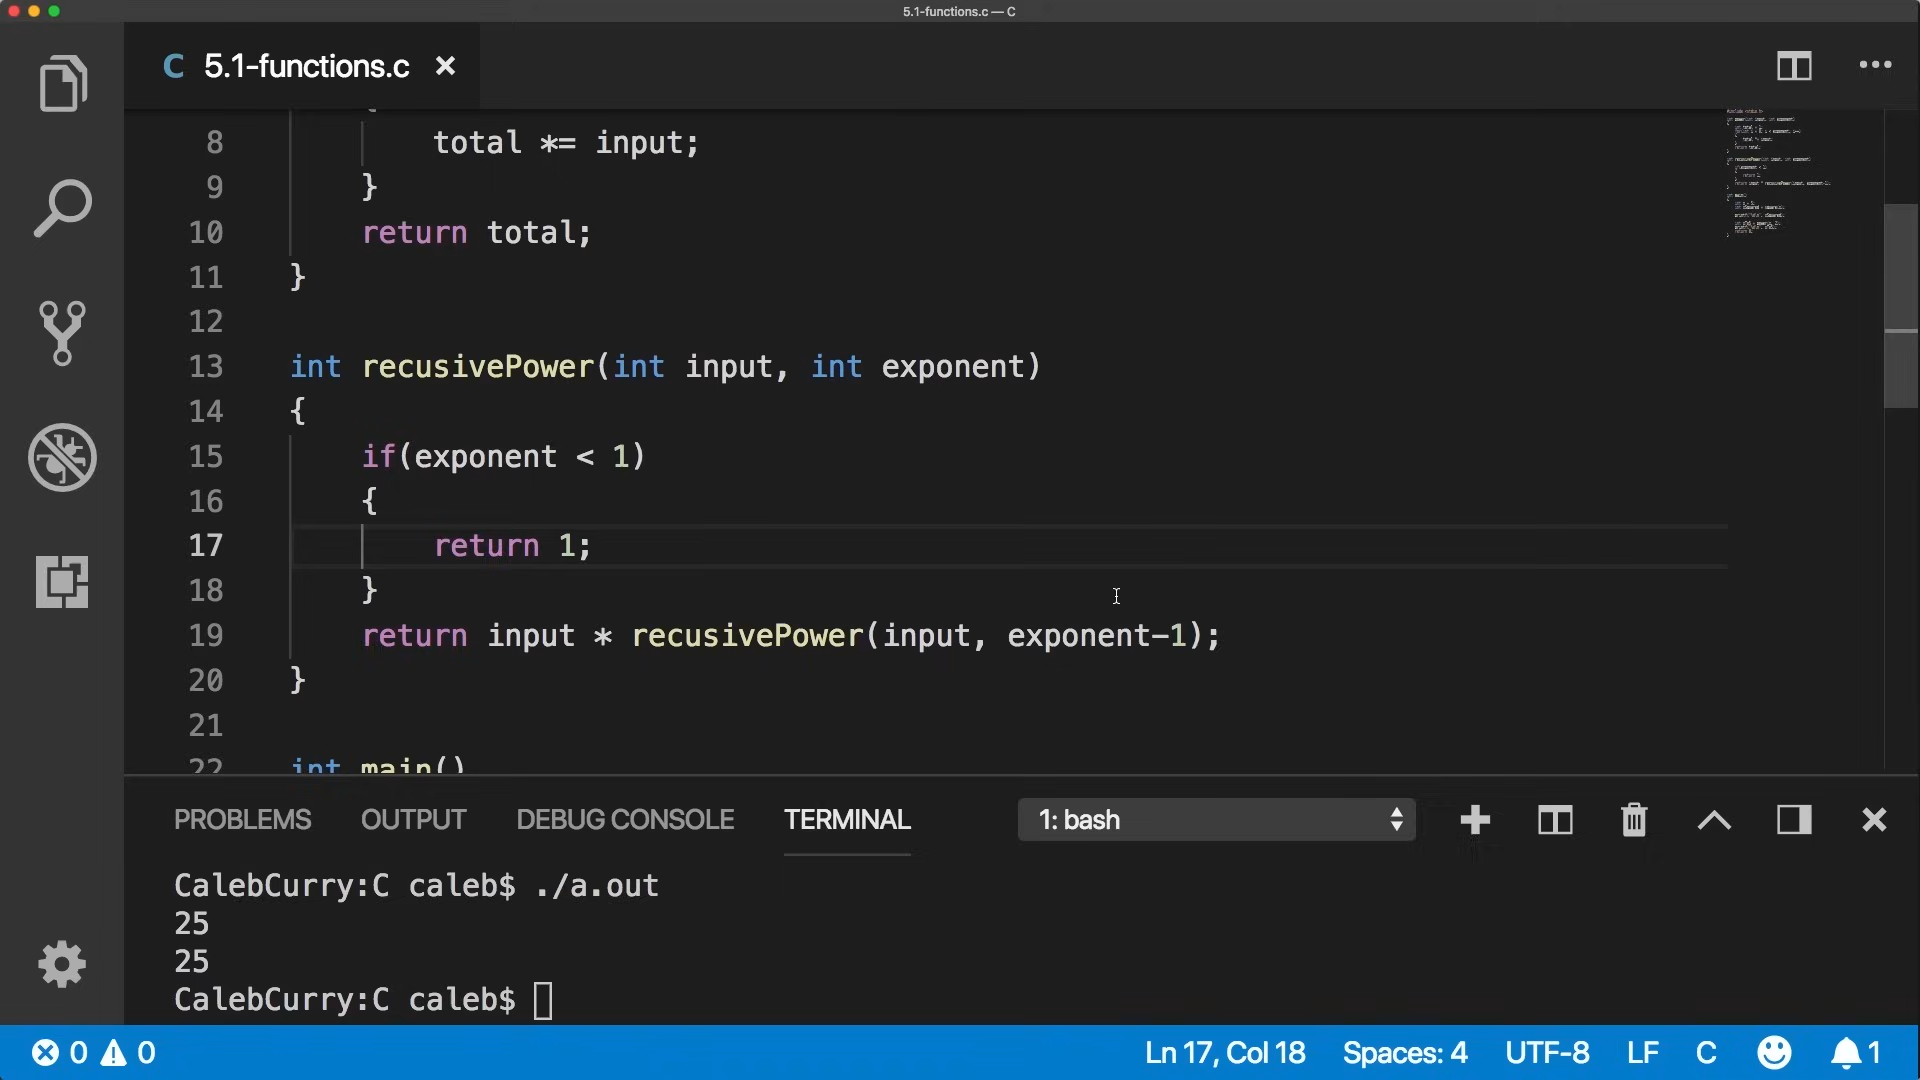 5.1-functions.c — C
C 5.1-functions.c
8 total *= input;
9 }
10 return total;
11 }
12
13 int recusivePower(int input, int exponent)
14 {
15 if(exponent < 1)
16 {
17 return 1;
18 }
19 return input * recusivePower(input, exponent-1);
20 }
21
22 int main()
PROBLEMS OUTPUT DEBUG CONSOLE TERMINAL 1: bash
CalebCurry:C caleb$ ./a.out
25
25
CalebCurry:C caleb$
0 0 Ln 17, Col 18 Spaces: 4 UTF-8 LF C 1